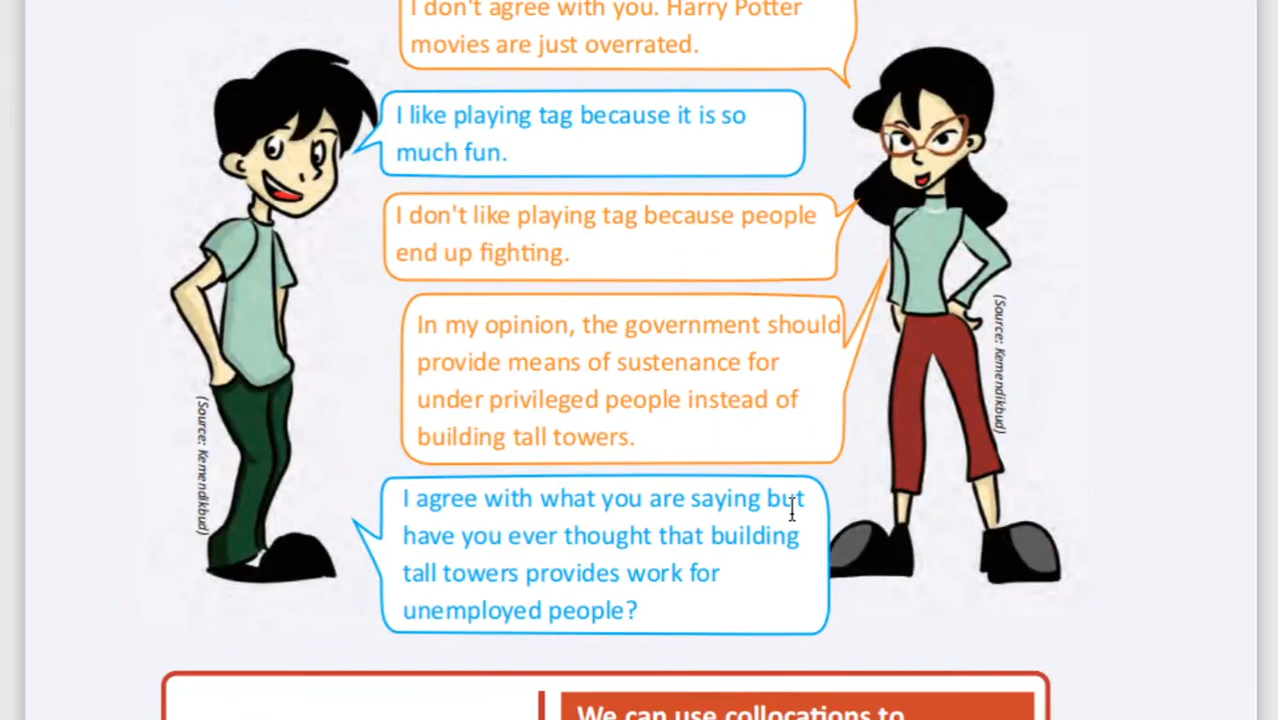 I don't agree with you. Harry Potter
movies are just overrated.
I like playing tag because it is so
much fun.
I don't like playing tag because people
end up fighting.
In my opinion, the government should
provide means of sustenance for
under privileged people instead of
building tall towers.
I agree with what you are saying but
have you ever thought that building
tall towers provides work for
unemployed people?
(Source: Kemendikbud)
(Source: Kemendikbud)
We can use collocations to